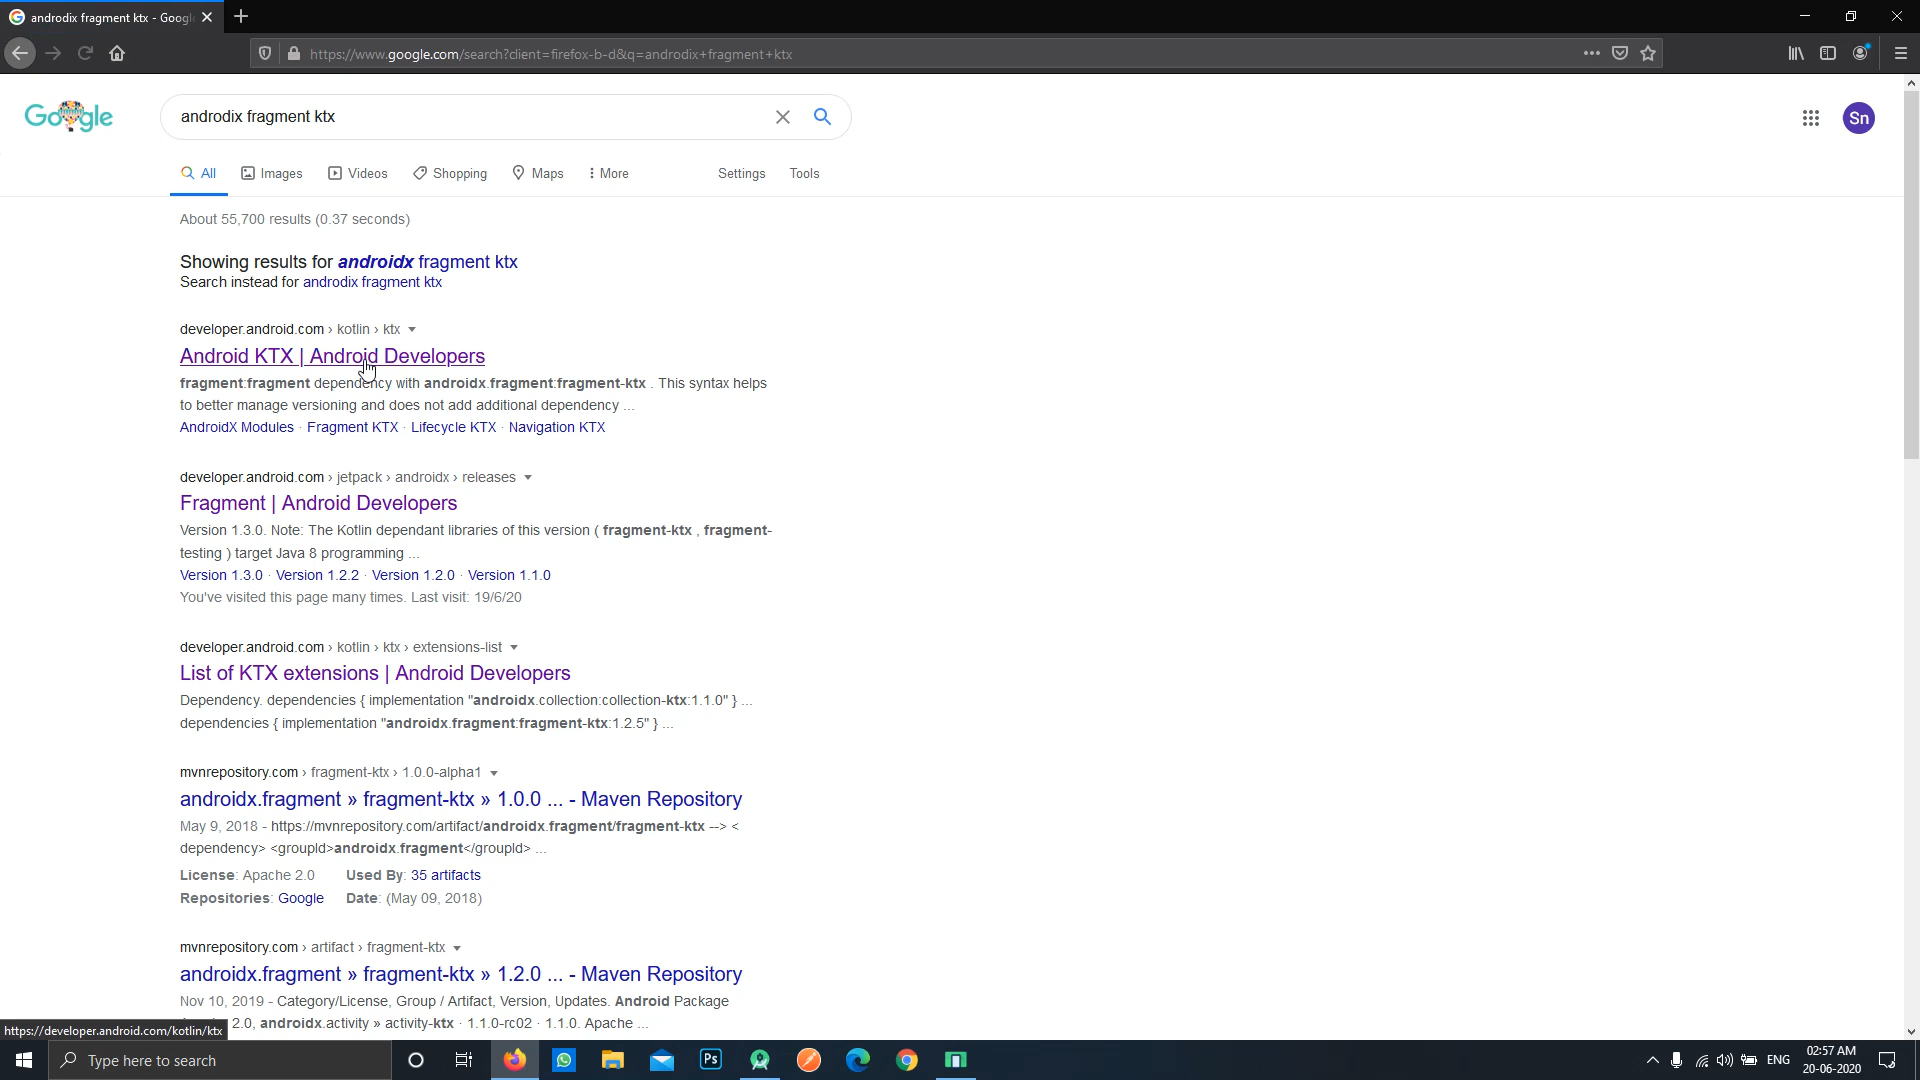 androdix fragment ktx - Googl
https://www.google.com/search?client=firefox-b-d&q=androdix+fragment+ktx
Google
androdix fragment ktx
Sn
All
Images
Videos
Shopping
Maps
More
Settings
Tools
About 55,700 results (0.37 seconds)
Showing results for androidx fragment ktx
Search instead for androdix fragment ktx
developer.android.com › kotlin › ktx
Android KTX | Android Developers
fragment:fragment dependency with androidx.fragment:fragment-ktx . This syntax helps
to better manage versioning and does not add additional dependency ...
AndroidX Modules · Fragment KTX · Lifecycle KTX · Navigation KTX
developer.android.com › jetpack › androidx › releases
Fragment | Android Developers
Version 1.3.0. Note: The Kotlin dependant libraries of this version ( fragment-ktx , fragment-
testing ) target Java 8 programming ...
Version 1.3.0 · Version 1.2.2 · Version 1.2.0 · Version 1.1.0
You've visited this page many times. Last visit: 19/6/20
developer.android.com › kotlin › ktx › extensions-list
List of KTX extensions | Android Developers
Dependency. dependencies { implementation "androidx.collection:collection-ktx:1.1.0" } ...
dependencies { implementation "androidx.fragment:fragment-ktx:1.2.5" } ...
mvnrepository.com › fragment-ktx › 1.0.0-alpha1
androidx.fragment » fragment-ktx » 1.0.0 ... - Maven Repository
May 9, 2018 - https://mvnrepository.com/artifact/androidx.fragment/fragment-ktx --> <
dependency> <groupId>androidx.fragment</groupId> ...
License: Apache 2.0 Used By: 35 artifacts
Repositories: Google Date: (May 09, 2018)
mvnrepository.com › artifact › fragment-ktx
androidx.fragment » fragment-ktx » 1.2.0 ... - Maven Repository
Nov 10, 2019 - Category/License, Group / Artifact, Version, Updates. Android Package
2.0, androidx.activity » activity-ktx · 1.1.0-rc02 · 1.1.0. Apache ...
https://developer.android.com/kotlin/ktx
Type here to search
Ps
ENG
02:57 AM
20-06-2020